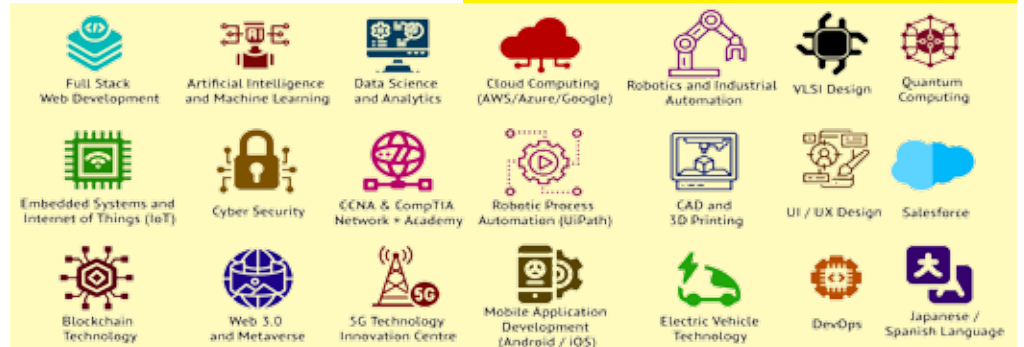 Full Stack
Web Development
AI
Artificial Intelligence
and Machine Learning
Data Science
and Analytics
Cloud Computing
(AWS/Azure/Google)
Robotics and Industrial
Automation
VLSI Design
Quantum
Computing
Embedded Systems and
Internet of Things (IoT)
Cyber Security
CCNA & CompTIA
Network + Academy
Robotic Process
Automation (UiPath)
CAD and
3D Printing
UI / UX Design
Salesforce
Blockchain
Technology
Web 3.0
and Metaverse
5G
5G Technology
Innovation Centre
Mobile Application
Development
(Android / iOS)
Electric Vehicle
Technology
DevOps
大
Japanese /
Spanish Language